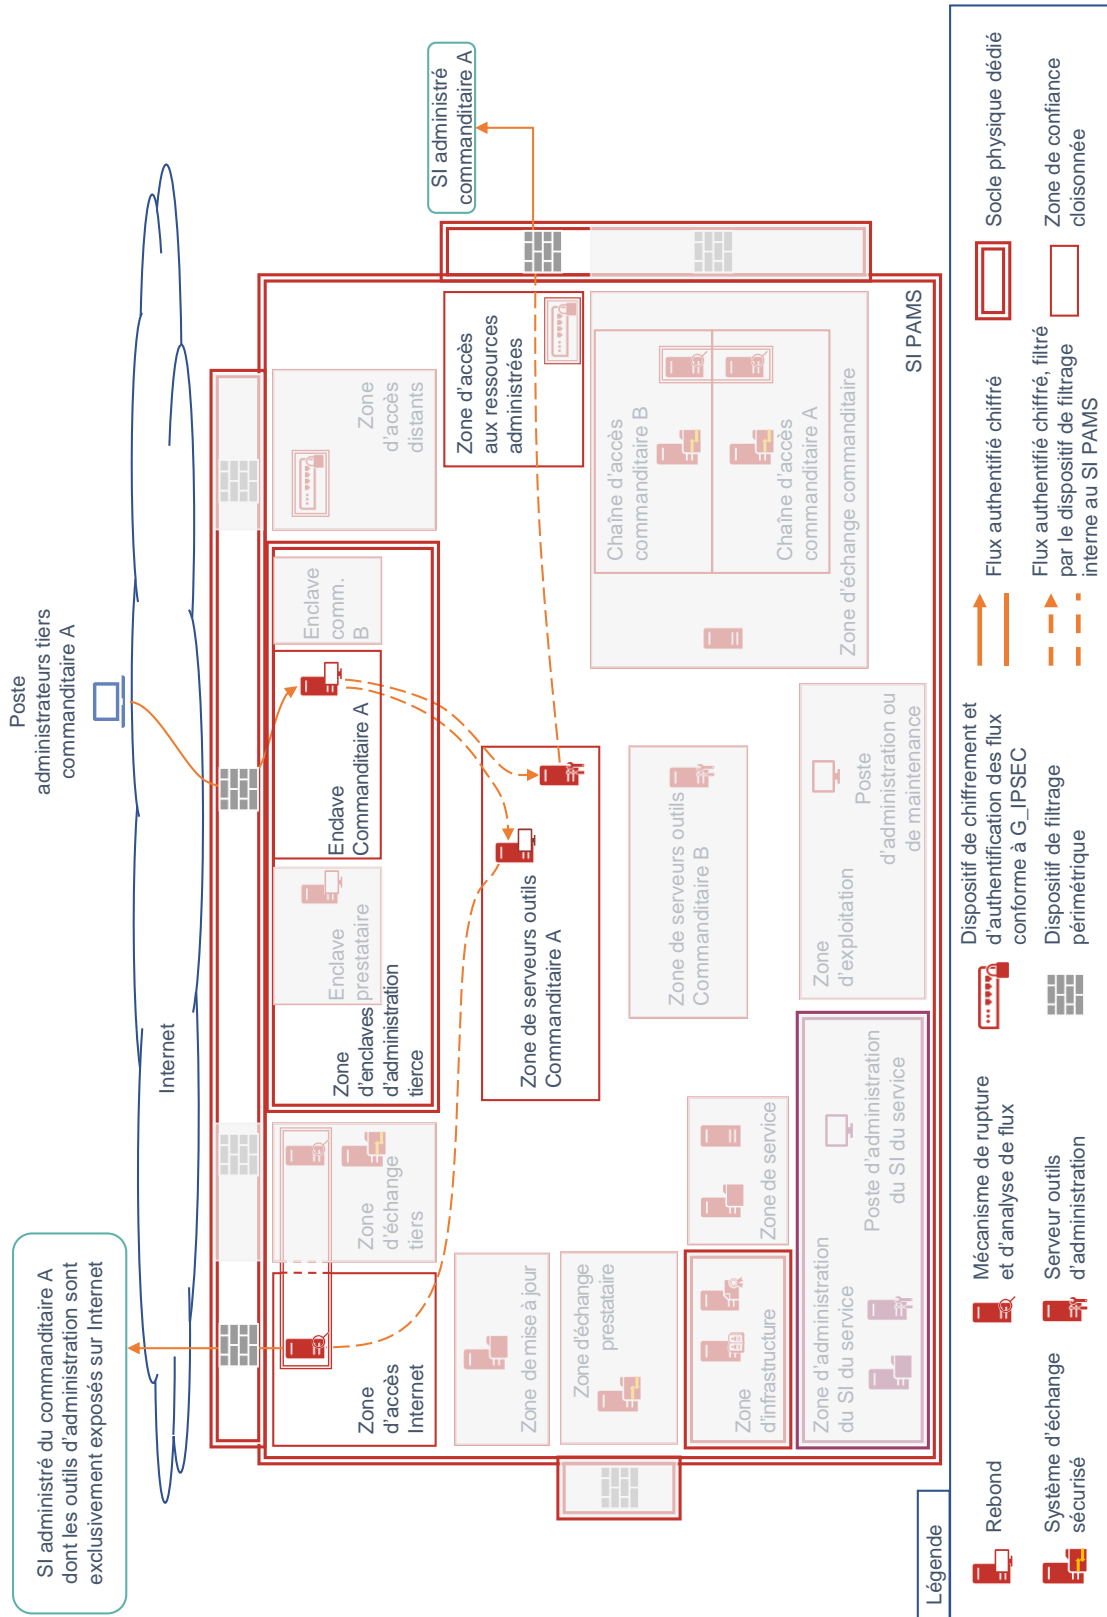 SI administré du commanditaire A
dont les outils d'administration sont
exclusivement exposés sur Internet
Internet
Poste
administrateurs tiers
commanditaire A
Zone
d'accès
Internet
Zone
d'échange
tiers
Zone
d'enclaves
d'administration
tierce
Enclave
prestataire
Enclave
Commanditaire A
Enclave
comm.
B
Zone
d'accès
distants
SI administré
commanditaire A
Zone d'accès
aux ressources
administrées
Zone de serveurs outils
Commanditaire A
Zone de mise à jour
Zone d'échange
prestataire
Zone
d'infrastructure
Zone de service
Zone de serveurs outils
Commanditaire B
Chaîne d'accès
commanditaire B
Chaîne d'accès
commanditaire A
Zone d'échange commanditaire
Zone d'administration
du SI du service
Poste d'administration
du SI du service
Zone
d'exploitation
Poste
d'administration ou
de maintenance
SI PAMS
Légende
Rebond
Système d'échange
sécurisé
Mécanisme de rupture
et d'analyse de flux
Serveur outils
d'administration
Dispositif de chiffrement et
d'authentification des flux
conforme à G_IPSEC
Dispositif de filtrage
périmétrique
Flux authentifié chiffré
Flux authentifié chiffré, filtré
par le dispositif de filtrage
interne au SI PAMS
Socle physique dédié
Zone de confiance
cloisonnée